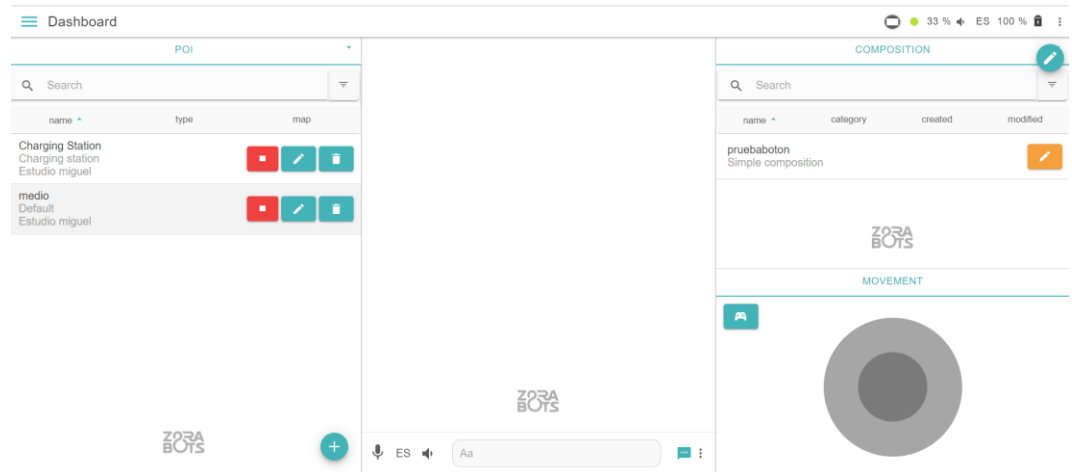 Dashboard
33 % ES 100 %
POI
Search
name type map
Charging Station
Charging station
Estudio miguel
medio
Default
Estudio miguel
ZORA
BOTS
ZORA
BOTS
ES Aa
COMPOSITION
Search
name category created modified
pruebaboton
Simple composition
ZORA
BOTS
MOVEMENT